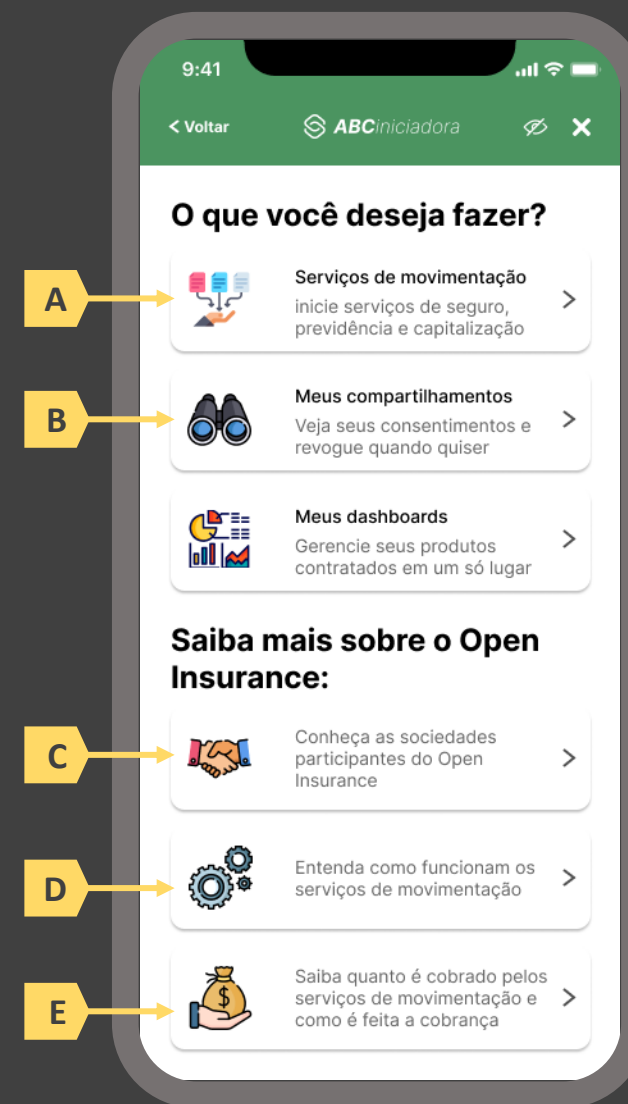 9:41
< Voltar
ABCiniciadora
O que você deseja fazer?
A
Serviços de movimentação
inicie serviços de seguro,
previdência e capitalização
B
Meus compartilhamentos
Veja seus consentimentos e
revogue quando quiser
Meus dashboards
Gerencie seus produtos
contratados em um só lugar
Saiba mais sobre o Open
Insurance:
C
Conheça as sociedades
participantes do Open
Insurance
D
Entenda como funcionam os
serviços de movimentação
E
$
Saiba quanto é cobrado pelos
serviços de movimentação e
como é feita a cobrança